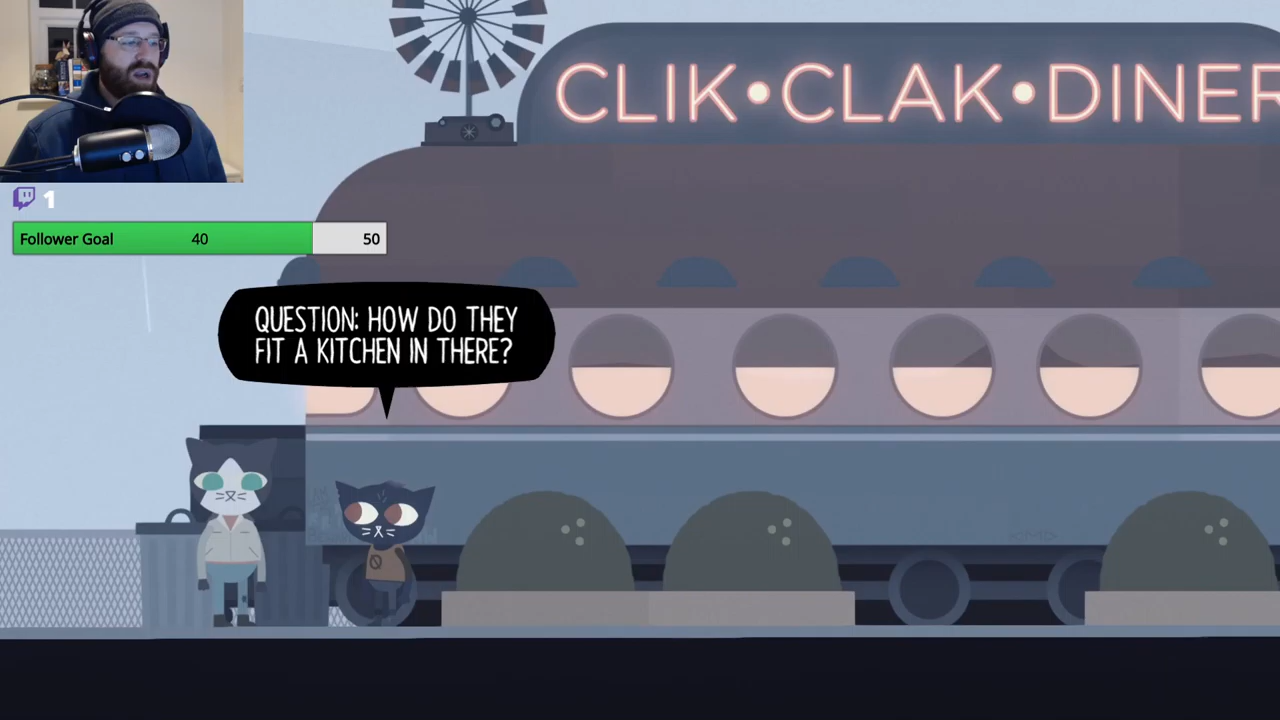 CLIK•CLAK•DINER
1
Follower Goal 40 50
QUESTION: HOW DO THEY
FIT A KITCHEN IN THERE?